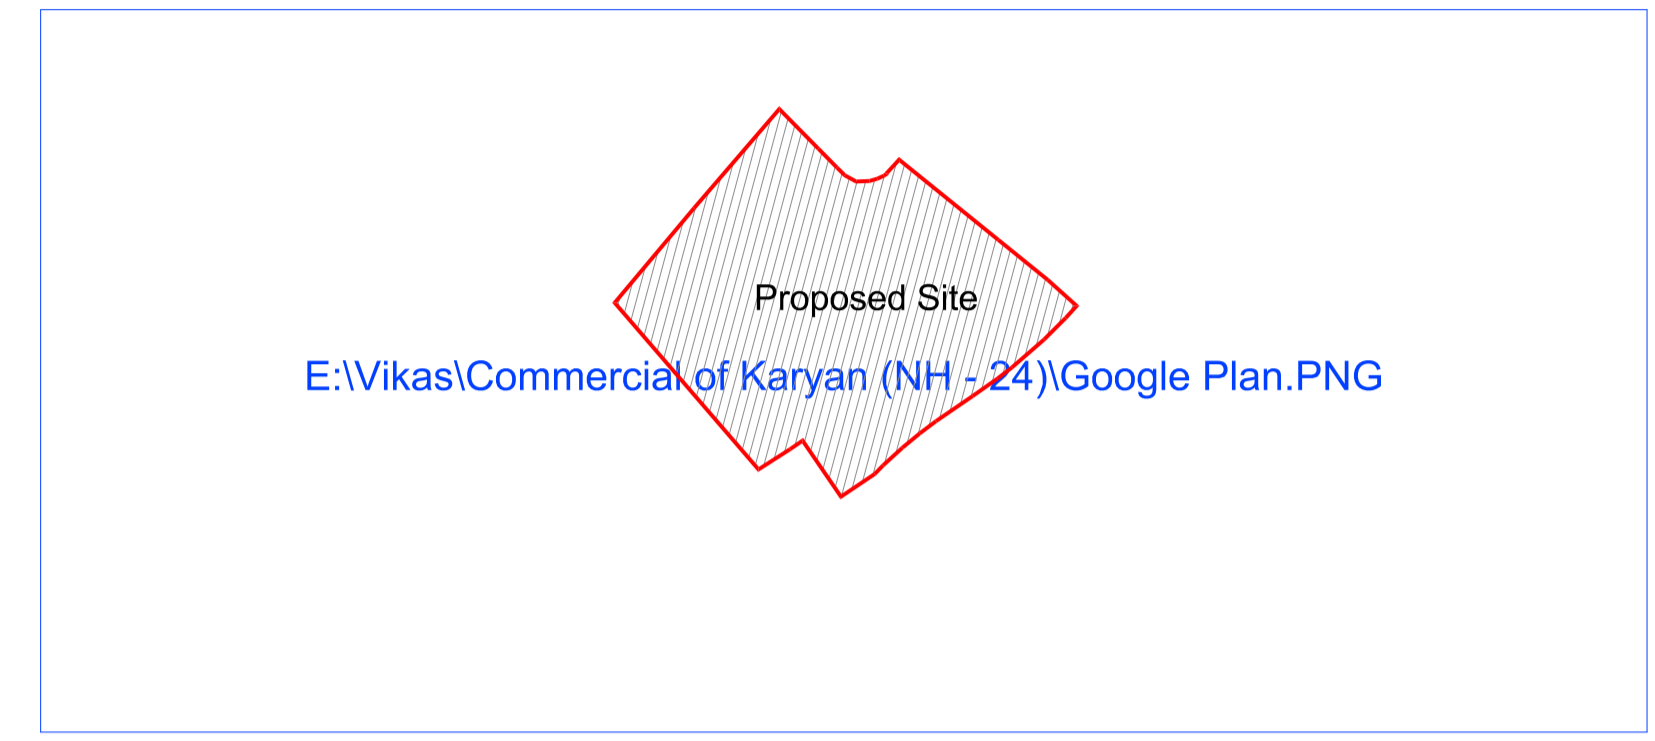 Proposed Site
E:\Vikas\Commercial of Karyan (NH - 24)\Google Plan.PNG